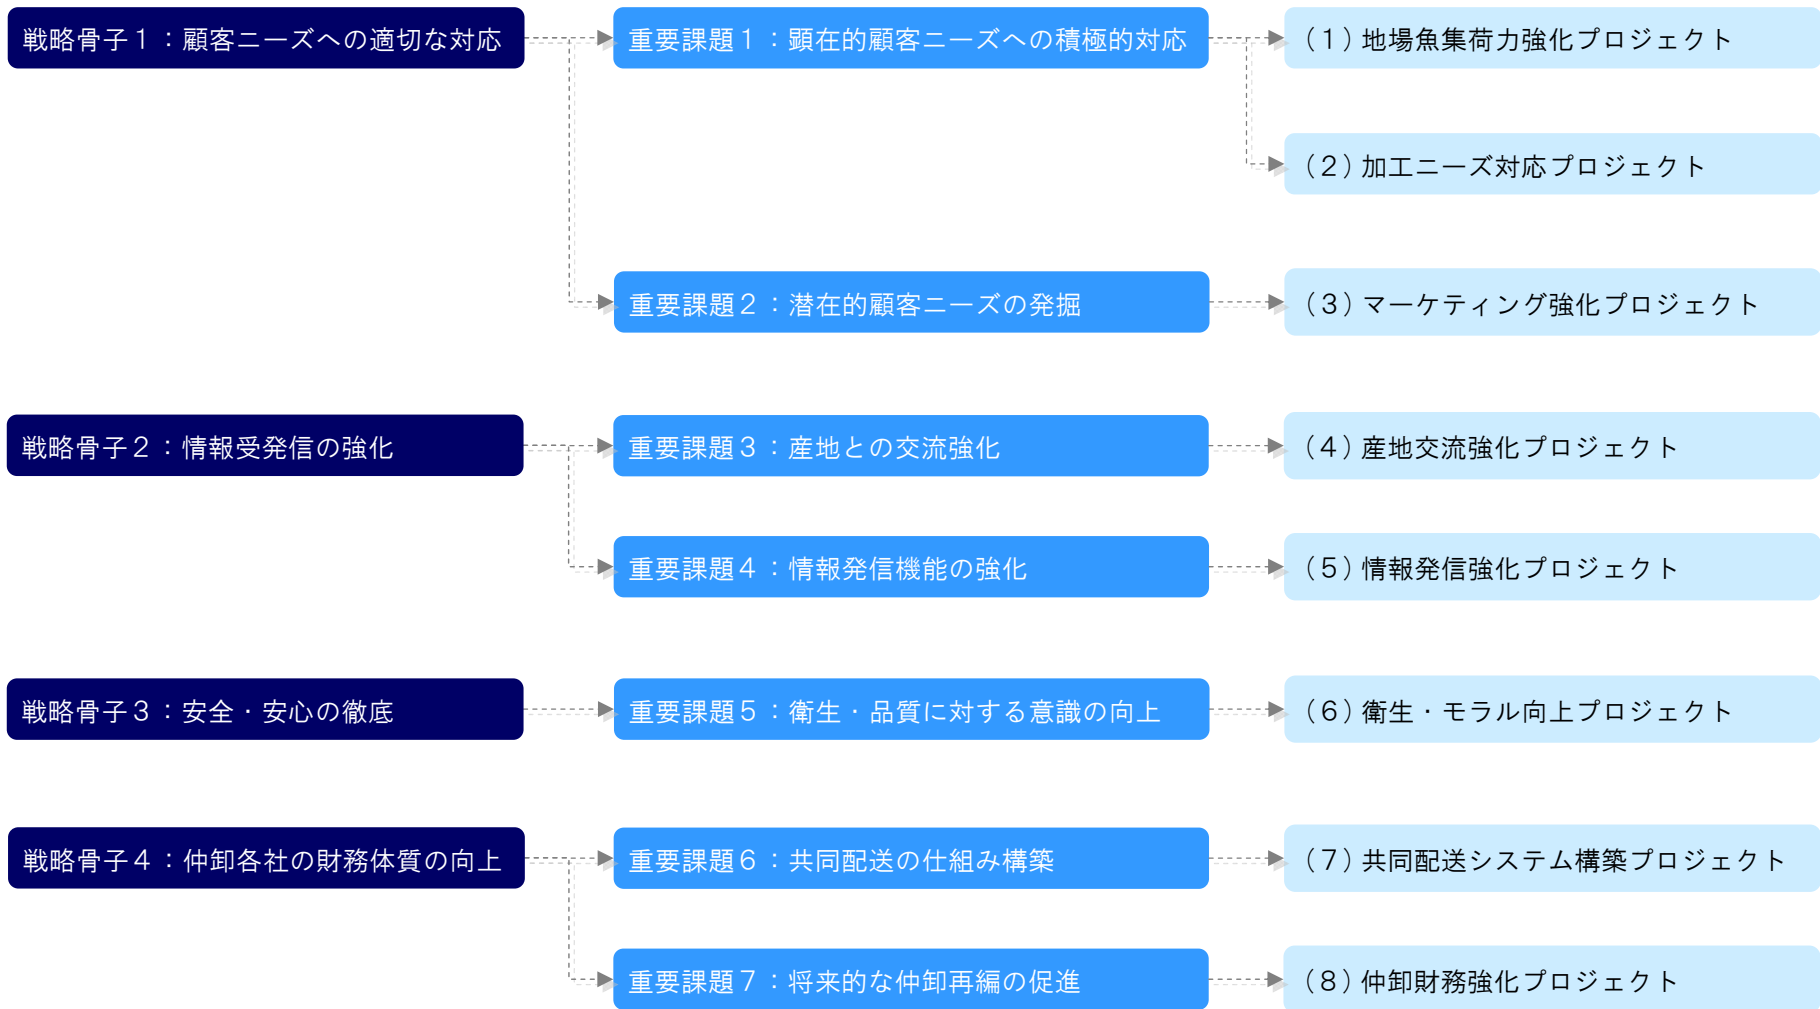 戦略骨子１：顧客ニーズへの適切な対応
重要課題１：顕在的顧客ニーズへの積極的対応
（１）地場魚集荷力強化プロジェクト
（２）加工ニーズ対応プロジェクト
重要課題２：潜在的顧客ニーズの発掘
（３）マーケティング強化プロジェクト
戦略骨子２：情報受発信の強化
重要課題３：産地との交流強化
（４）産地交流強化プロジェクト
重要課題４：情報発信機能の強化
（５）情報発信強化プロジェクト
戦略骨子３：安全・安心の徹底
重要課題５：衛生・品質に対する意識の向上
（６）衛生・モラル向上プロジェクト
戦略骨子４：仲卸各社の財務体質の向上
重要課題６：共同配送の仕組み構築
（７）共同配送システム構築プロジェクト
重要課題７：将来的な仲卸再編の促進
（８）仲卸財務強化プロジェクト